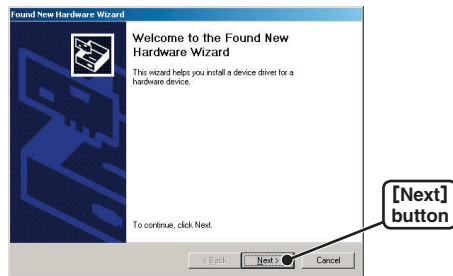 Found New Hardware Wizard
Welcome to the Found New
Hardware Wizard
This wizard helps you install a device driver for a
hardware device.
To continue, click Next.
< Back
Next >
Cancel
[Next]
button